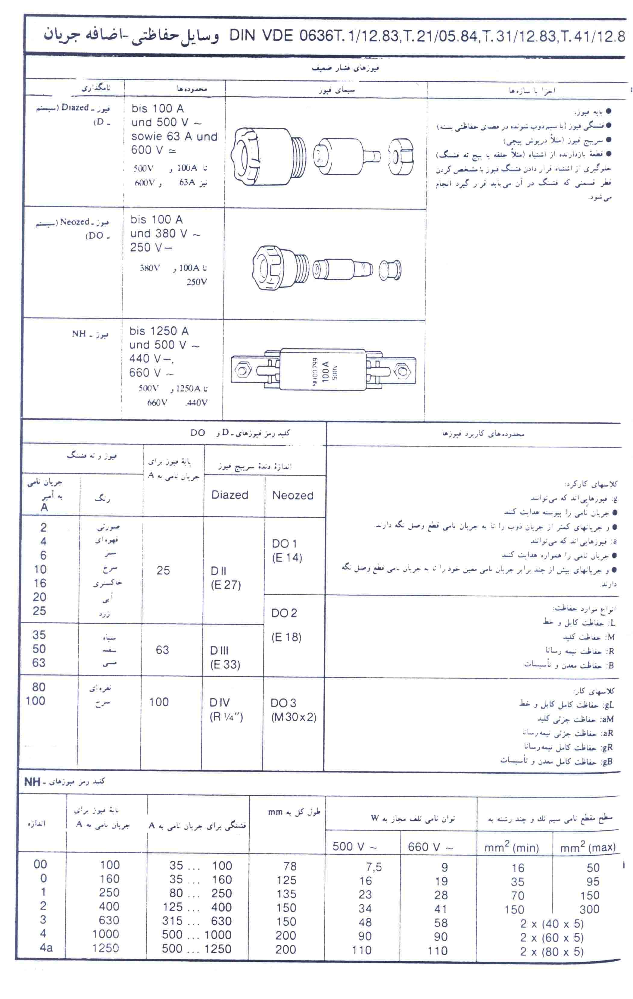 وسایل حفاظتی-اضافه جریان DIN VDE 0636T.1/12.83,T.21/05.84,T.31/12.83,T.41/12.8
فیوزهای فشار ضعیف
نامگذاری
محدوده‌ها
سیمای فیوز
اجزا یا سازه‌ها
فیوز ـ Diazed (سیستم
ـ D)
bis 100 A
und 500 V ~
sowie 63 A und
600 V ≃
تا 100A و 500V
نیز 63A و 600V
● پایه فیوز.
● فشنگی فیوز (با سیم ذوب شونده در فضای حفاظتی بسته)
● سرپیچ فیوز (مثلاً درپوش پیچی)
● قطعهٔ بازدارنده از اشتباه (مثلاً حلقه یا پیچ ته فشنگ)
جلوگیری از اشتباه قرار دادن فشنگ فیوز با مشخص کردن
قطر قسمتی که فشنگ در آن می‌باید قرار گیرد انجام
می‌شود.
فیوز ـ Neozed (سیستم
ـ DO)
bis 100 A
und 380 V ~
250 V–
تا 100A و 380V
250V
فیوز ـ NH
bis 1250 A
und 500 V ~
440 V–,
660 V ~
تا 1250A و 500V
440V. 660V
NH00799
100 A
500V
کلید رمز فیوزهای ـ D و DO
محدوده‌های کاربرد فیوزها
فیوز و ته فشنگ
پایهٔ فیوز برای
جریان نامی به A
اندازهٔ دندهٔ سرپیچ فیوز
جریان نامی
به آمپر
A
رنگ
Diazed
Neozed
2 صورتی
4 قهوه‌ای
6 سبز
10 سرخ
16 خاکستری
20 آبی
25 زرد
25
D II
(E 27)
DO 1
(E 14)
DO 2
(E 18)
35 سیاه
50 سفید
63 مسی
63
D III
(E 33)
80 نقره‌ای
100 سرخ
100
D IV
(R 1/4″)
DO 3
(M 30x2)
کلاسهای کارکرد:
g: فیوزهایی‌اند که می‌توانند
● جریان نامی را پیوسته هدایت کنند
● و جریانهای کمتر از جریان ذوب را تا به جریان نامی قطع وصل نگه دارند.
a: فیوزهایی‌اند که می‌توانند
● جریان نامی را همواره هدایت کنند
● و جریانهای بیش از چند برابر جریان نامی معین خود را تا به جریان نامی قطع وصل نگه
دارند.
انواع موارد حفاظت:
L: حفاظت کابل و خط
M: حفاظت کلید
R: حفاظت نیمه رسانا
B: حفاظت معدن و تأسیسات
کلاسهای کار:
gL: حفاظت کامل کابل و خط
aM: حفاظت جزئی کلید
aR: حفاظت جزئی نیمه‌رسانا
gR: حفاظت کامل نیمه‌رسانا
gB: حفاظت کامل معدن و تأسیسات
کلید رمز فیوزهای ـ NH
اندازه
پایهٔ فیوز برای
جریان نامی به A
فشنگی برای جریان نامی به A
طول کل به mm
توان نامی تلف مجاز به W
سطح مقطع نامی سیم تك و چند رشته به
500 V ~
660 V ~
mm² (min)
mm² (max)
00 100 35 ... 100 78 7,5 9 16 50
0 160 35 ... 160 125 16 19 35 95
1 250 80 ... 250 135 23 28 70 150
2 400 125 ... 400 150 34 41 150 300
3 630 315 ... 630 150 48 58 2 x (40 x 5)
4 1000 500 ... 1000 200 90 90 2 x (60 x 5)
4a 1250 500 ... 1250 200 110 110 2 x (80 x 5)